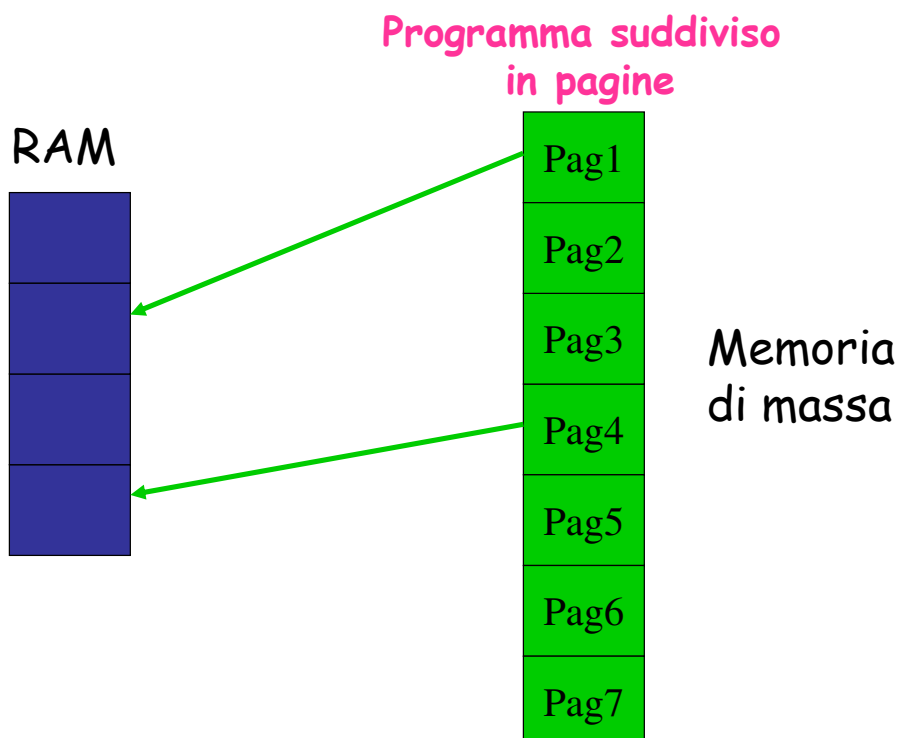 Programma suddiviso
in pagine
RAM
Pag1
Pag2
Pag3
Pag4
Pag5
Pag6
Pag7
Memoria
di massa